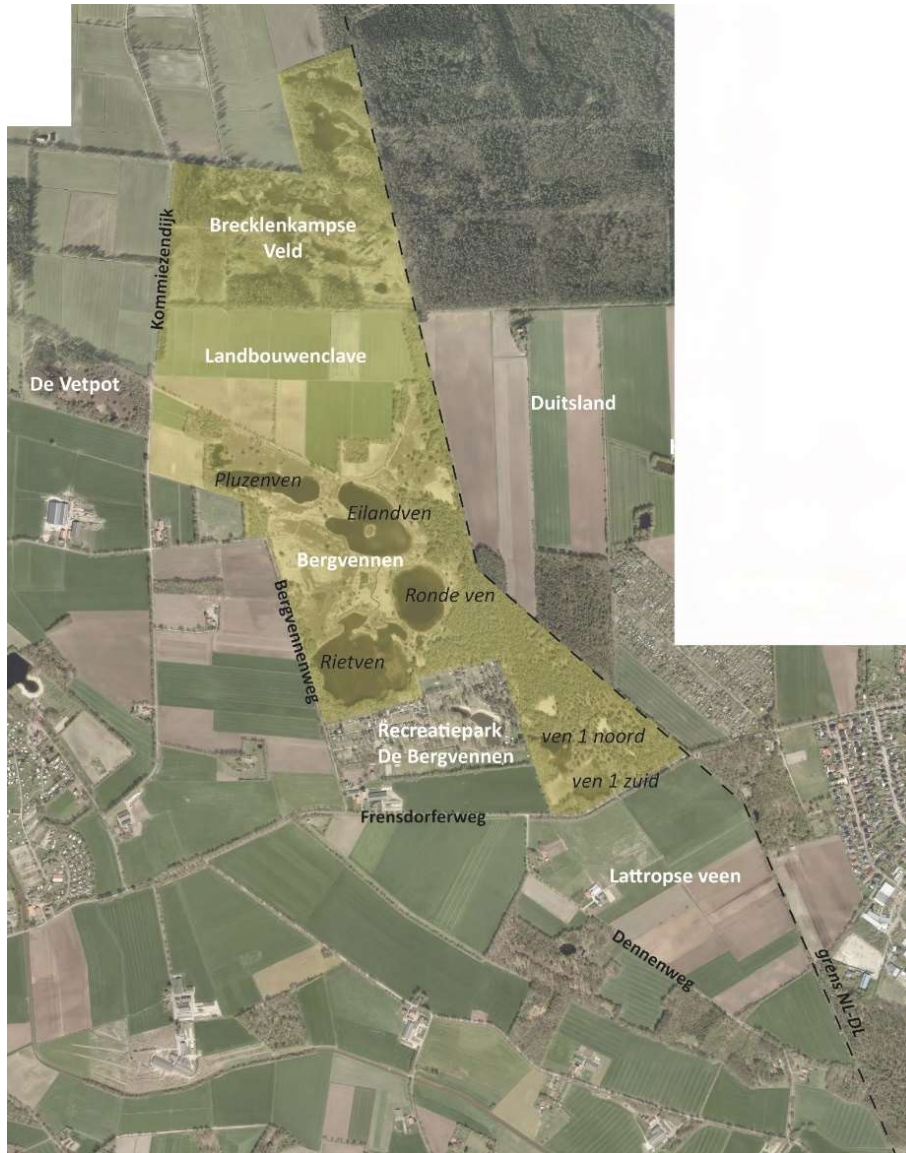 Brecklenkampse
Veld
Kommiezendijk
Landbouwenclave
De Vetpot
Duitsland
Pluzenven
Eilandven
Bergvennen
Ronde ven
Bergvennenweg
Rietven
Recreatiepark
De Bergvennen
ven 1 noord
ven 1 zuid
Frensdorferweg
Lattropse veen
Dennenweg
grens NL-DL